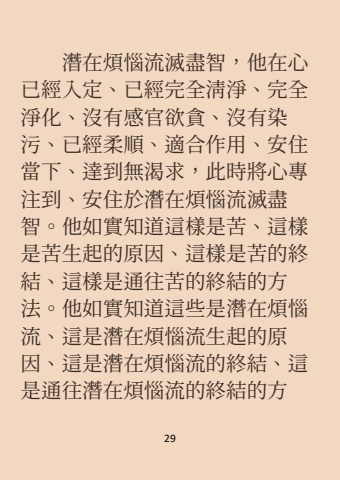 潛在煩惱流滅盡智，他在心
已經入定、已經完全清淨、完全
淨化、沒有感官欲貪、沒有染
污、已經柔順、適合作用、安住
當下、達到無渴求，此時將心專
注到、安住於潛在煩惱流滅盡
智。他如實知道這樣是苦、這樣
是苦生起的原因、這樣是苦的終
結、這樣是通往苦的終結的方
法。他如實知道這些是潛在煩惱
流、這是潛在煩惱流生起的原
因、這是潛在煩惱流的終結、這
是通往潛在煩惱流的終結的方
29